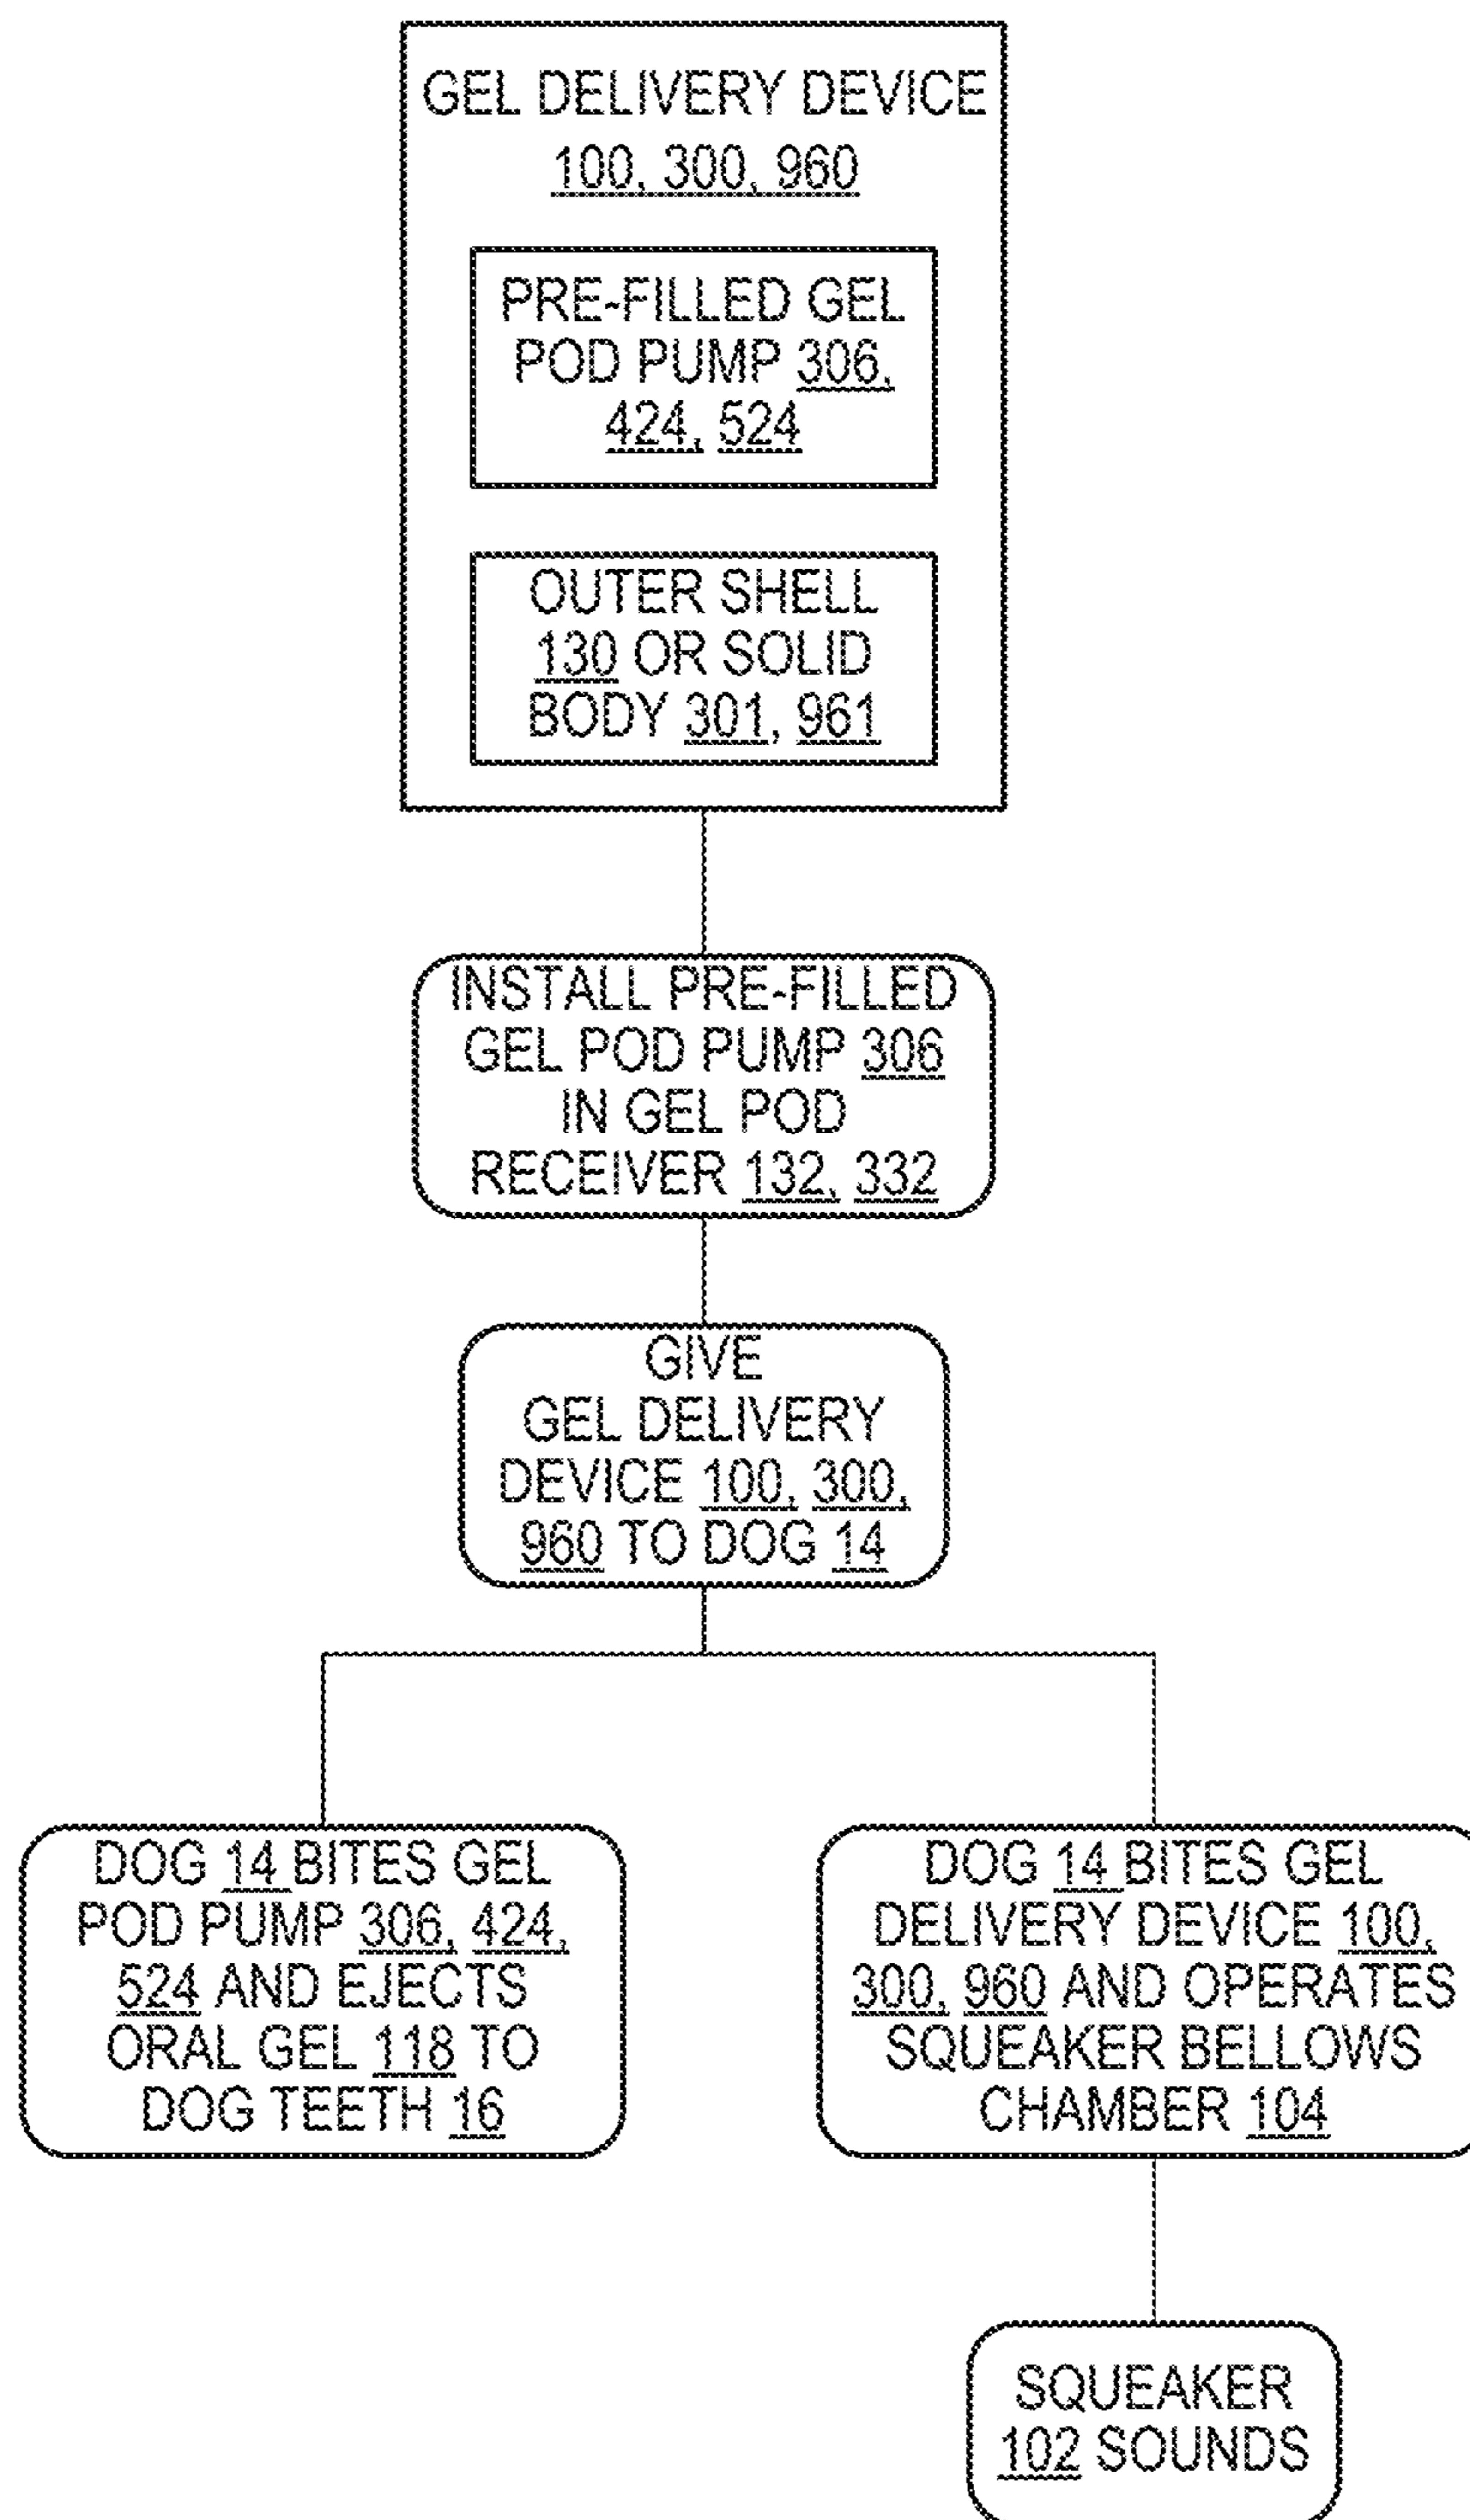 GEL DELIVERY DEVICE
100, 300, 960
PRE-FILLED GEL
POD PUMP 306,
424, 524
OUTER SHELL
130 OR SOLID
BODY 301, 961
INSTALL PRE-FILLED
GEL POD PUMP 306
IN GEL POD
RECEIVER 132, 332
GIVE
GEL DELIVERY
DEVICE 100, 300,
960 TO DOG 14
DOG 14 BITES GEL
POD PUMP 306, 424,
524 AND EJECTS
ORAL GEL 118 TO
DOG TEETH 16
DOG 14 BITES GEL
DELIVERY DEVICE 100,
300, 960 AND OPERATES
SQUEAKER BELLOWS
CHAMBER 104
SQUEAKER
102 SOUNDS